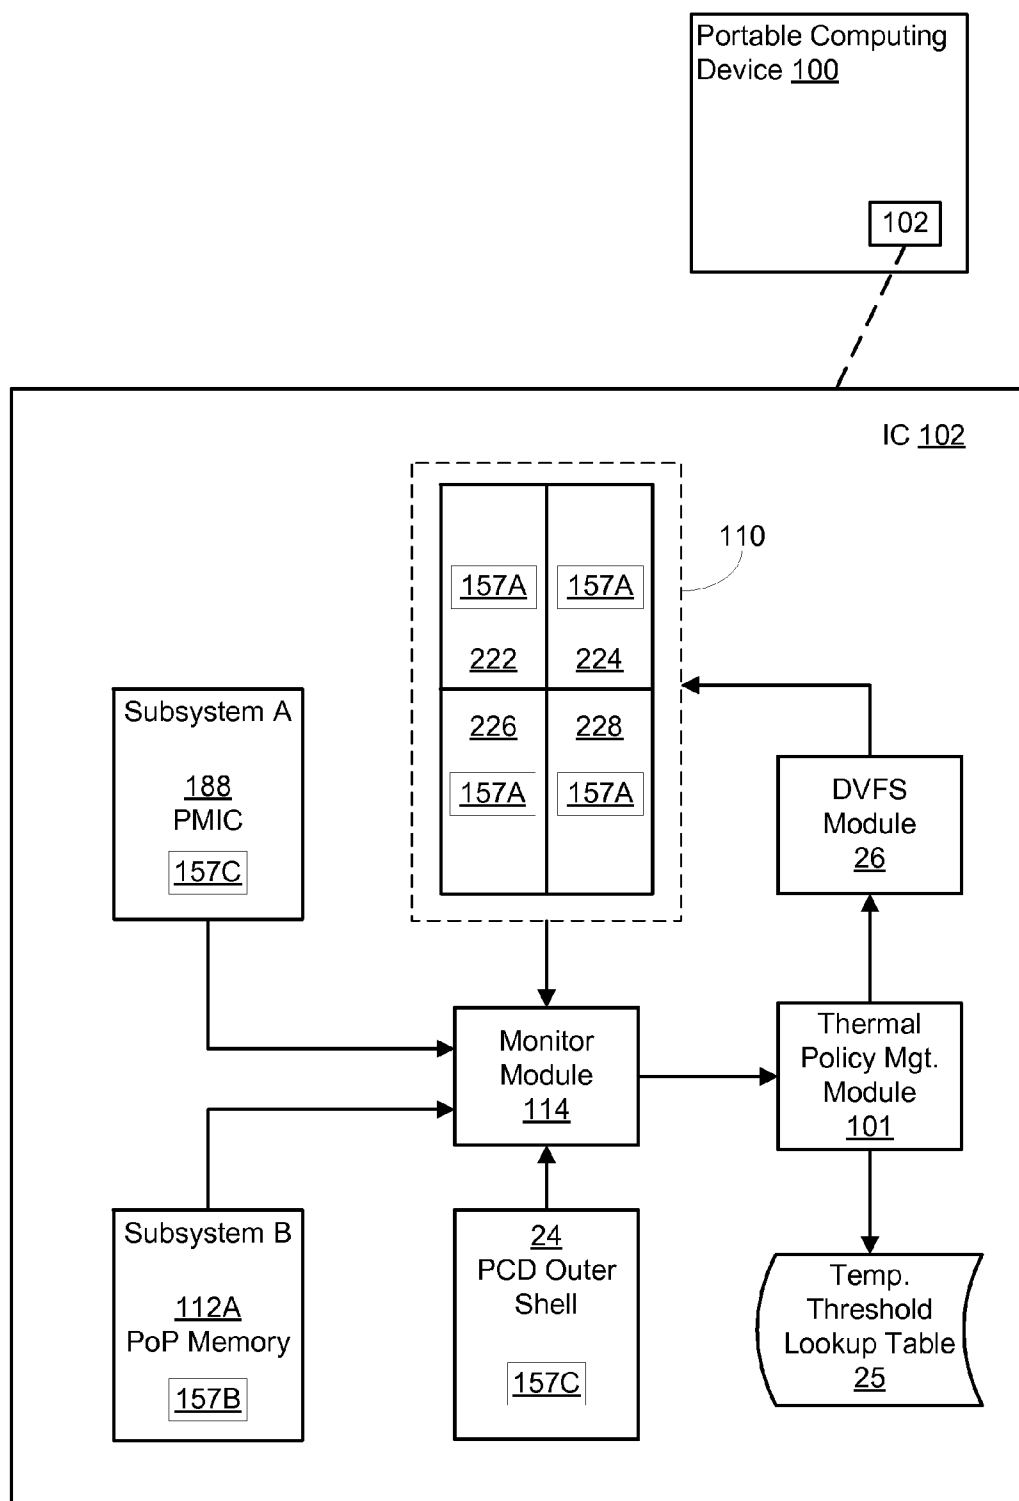 Portable Computing
Device 100
102
IC 102
110
157A
157A
222
224
226
228
157A
157A
Subsystem A
188
PMIC
157C
DVFS
Module
26
Monitor
Module
114
Thermal
Policy Mgt.
Module
101
Subsystem B
112A
PoP Memory
157B
24
PCD Outer
Shell
157C
Temp.
Threshold
Lookup Table
25